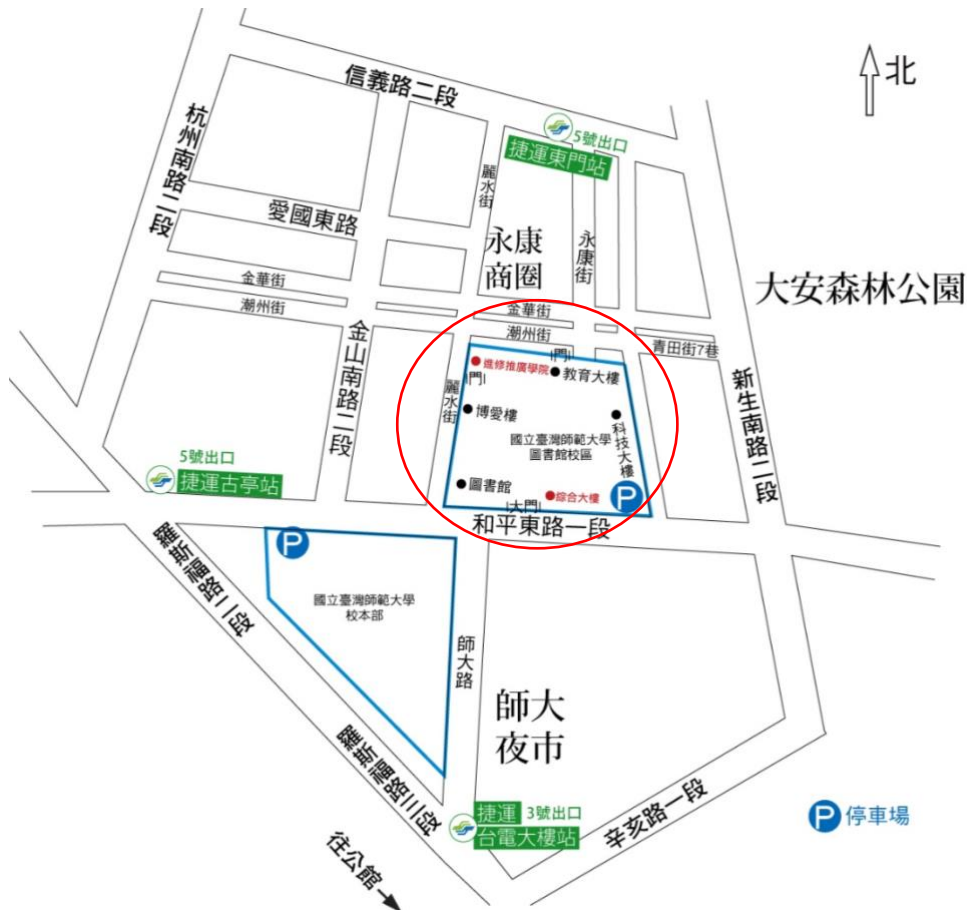 北
信義路二段
5號出口
捷運東門站
杭州南路二段
麗水街
愛國東路
永康
商圈
永康街
大安森林公園
金華街
潮州街
金華街
潮州街
青田街7巷
金山南路二段
進修推廣學院
門
門
教育大樓
麗水街
博愛樓
科技大樓
新生南路二段
國立臺灣師範大學
圖書館校區
5號出口
捷運古亭站
圖書館
綜合大樓
P
大門
和平東路一段
P
羅斯福路二段
國立臺灣師範大學
校本部
師大路
師大
夜市
羅斯福路三段
捷運 3號出口
台電大樓站
辛亥路一段
P 停車場
往公館